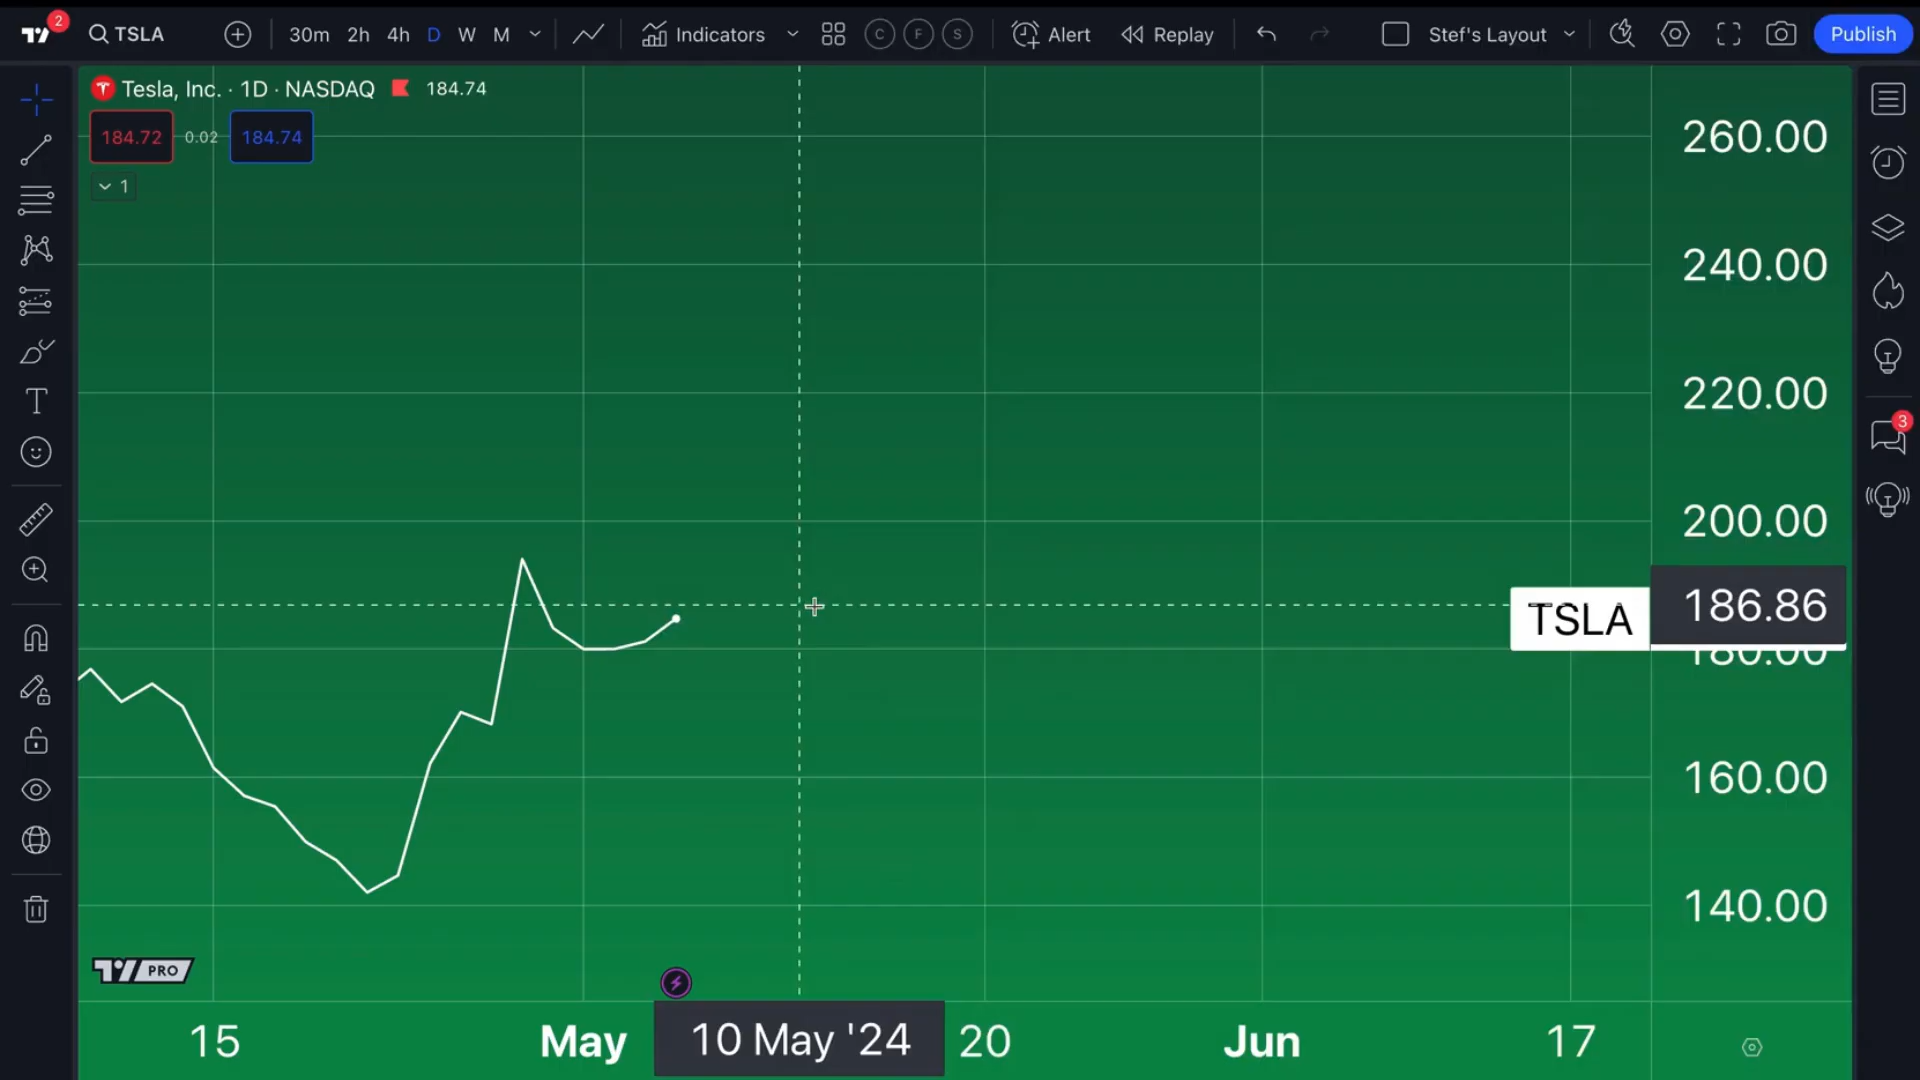 2
TSLA
30m 2h 4h D W M
Indicators
C F S
Alert
Replay
Stef's Layout
Publish
Tesla, Inc. · 1D · NASDAQ 184.74
184.72 0.02 184.74
1
260.00
240.00
220.00
3
200.00
TSLA 186.86
180.00
160.00
140.00
PRO
15 May 10 May '24 20 Jun 17